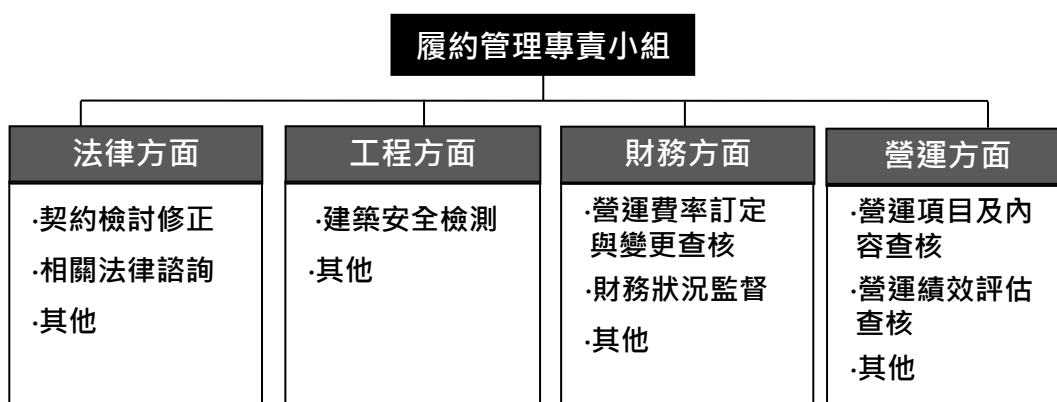 履約管理專責小組
法律方面
·契約檢討修正
·相關法律諮詢
·其他
工程方面
·建築安全檢測
·其他
財務方面
·營運費率訂定
與變更查核
·財務狀況監督
·其他
營運方面
·營運項目及內
容查核
·營運績效評估
查核
·其他